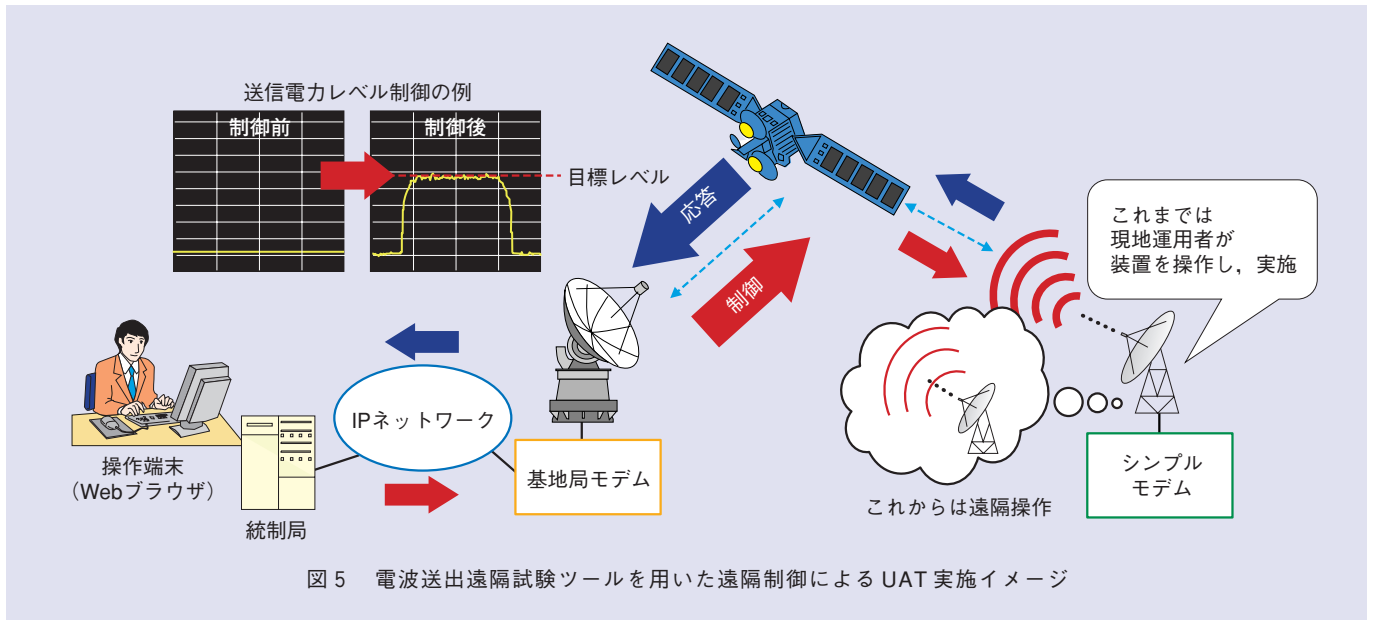 送信電力レベル制御の例
制御前
制御後
目標レベル
応答
制御
これまでは
現地運用者が
装置を操作し，実施
IPネットワーク
操作端末
（Webブラウザ）
統制局
基地局モデム
これからは遠隔操作
シンプル
モデム
図5　電波送出遠隔試験ツールを用いた遠隔制御によるUAT実施イメージ